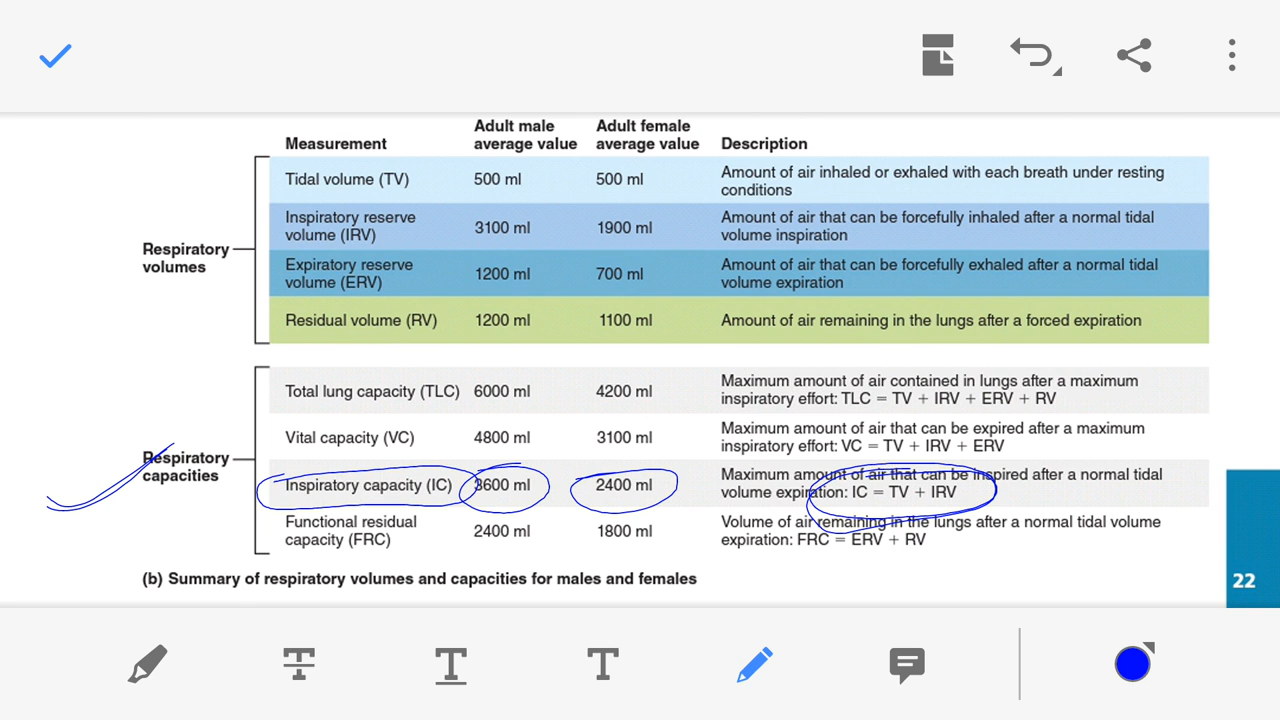 Measurement
Adult male
average value
Adult female
average value
Description
Respiratory
volumes
Tidal volume (TV)
500 ml
500 ml
Amount of air inhaled or exhaled with each breath under resting
conditions
Inspiratory reserve
volume (IRV)
3100 ml
1900 ml
Amount of air that can be forcefully inhaled after a normal tidal
volume inspiration
Expiratory reserve
volume (ERV)
1200 ml
700 ml
Amount of air that can be forcefully exhaled after a normal tidal
volume expiration
Residual volume (RV)
1200 ml
1100 ml
Amount of air remaining in the lungs after a forced expiration
Respiratory
capacities
Total lung capacity (TLC)
6000 ml
4200 ml
Maximum amount of air contained in lungs after a maximum
inspiratory effort: TLC = TV + IRV + ERV + RV
Vital capacity (VC)
4800 ml
3100 ml
Maximum amount of air that can be expired after a maximum
inspiratory effort: VC = TV + IRV + ERV
Inspiratory capacity (IC)
3600 ml
2400 ml
Maximum amount of air that can be inspired after a normal tidal
volume expiration: IC = TV + IRV
Functional residual
capacity (FRC)
2400 ml
1800 ml
Volume of air remaining in the lungs after a normal tidal volume
expiration: FRC = ERV + RV
(b) Summary of respiratory volumes and capacities for males and females
22